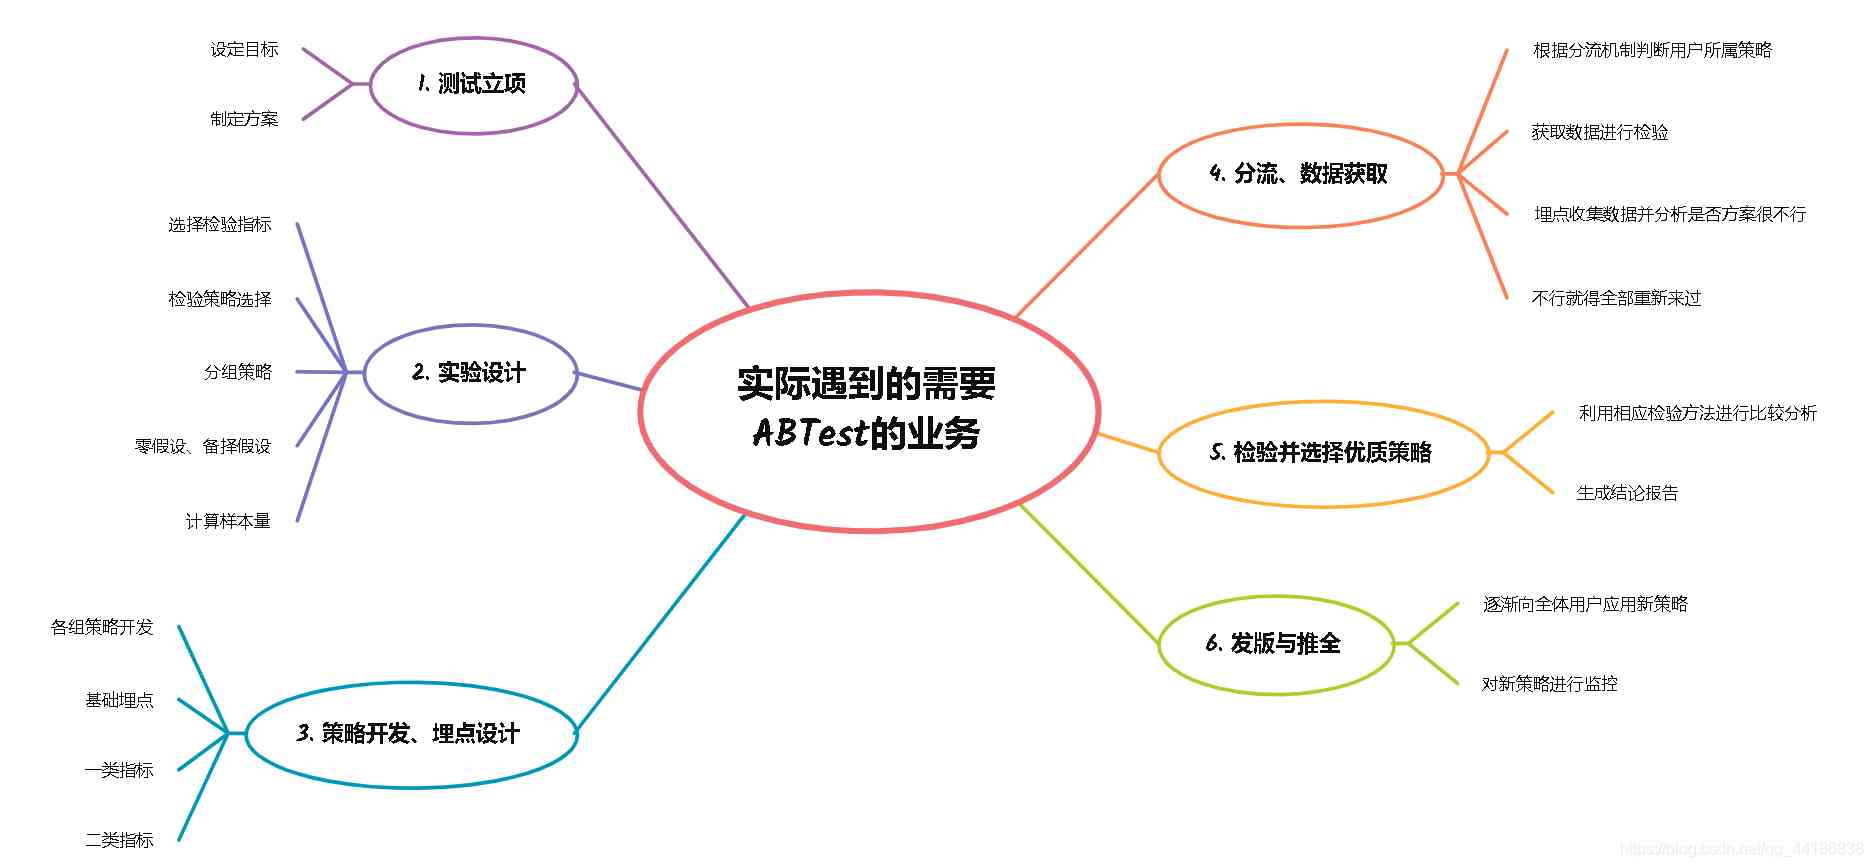 实际遇到的需要
ABTest的业务
1. 测试立项
设定目标
制定方案
2. 实验设计
选择检验指标
检验策略选择
分组策略
零假设、备择假设
计算样本量
3. 策略开发、埋点设计
各组策略开发
基础埋点
一类指标
二类指标
4. 分流、数据获取
根据分流机制判断用户所属策略
获取数据进行检验
埋点收集数据并分析是否方案很不行
不行就得全部重新来过
5. 检验并选择优质策略
利用相应检验方法进行比较分析
生成结论报告
6. 发版与推全
逐渐向全体用户应用新策略
对新策略进行监控